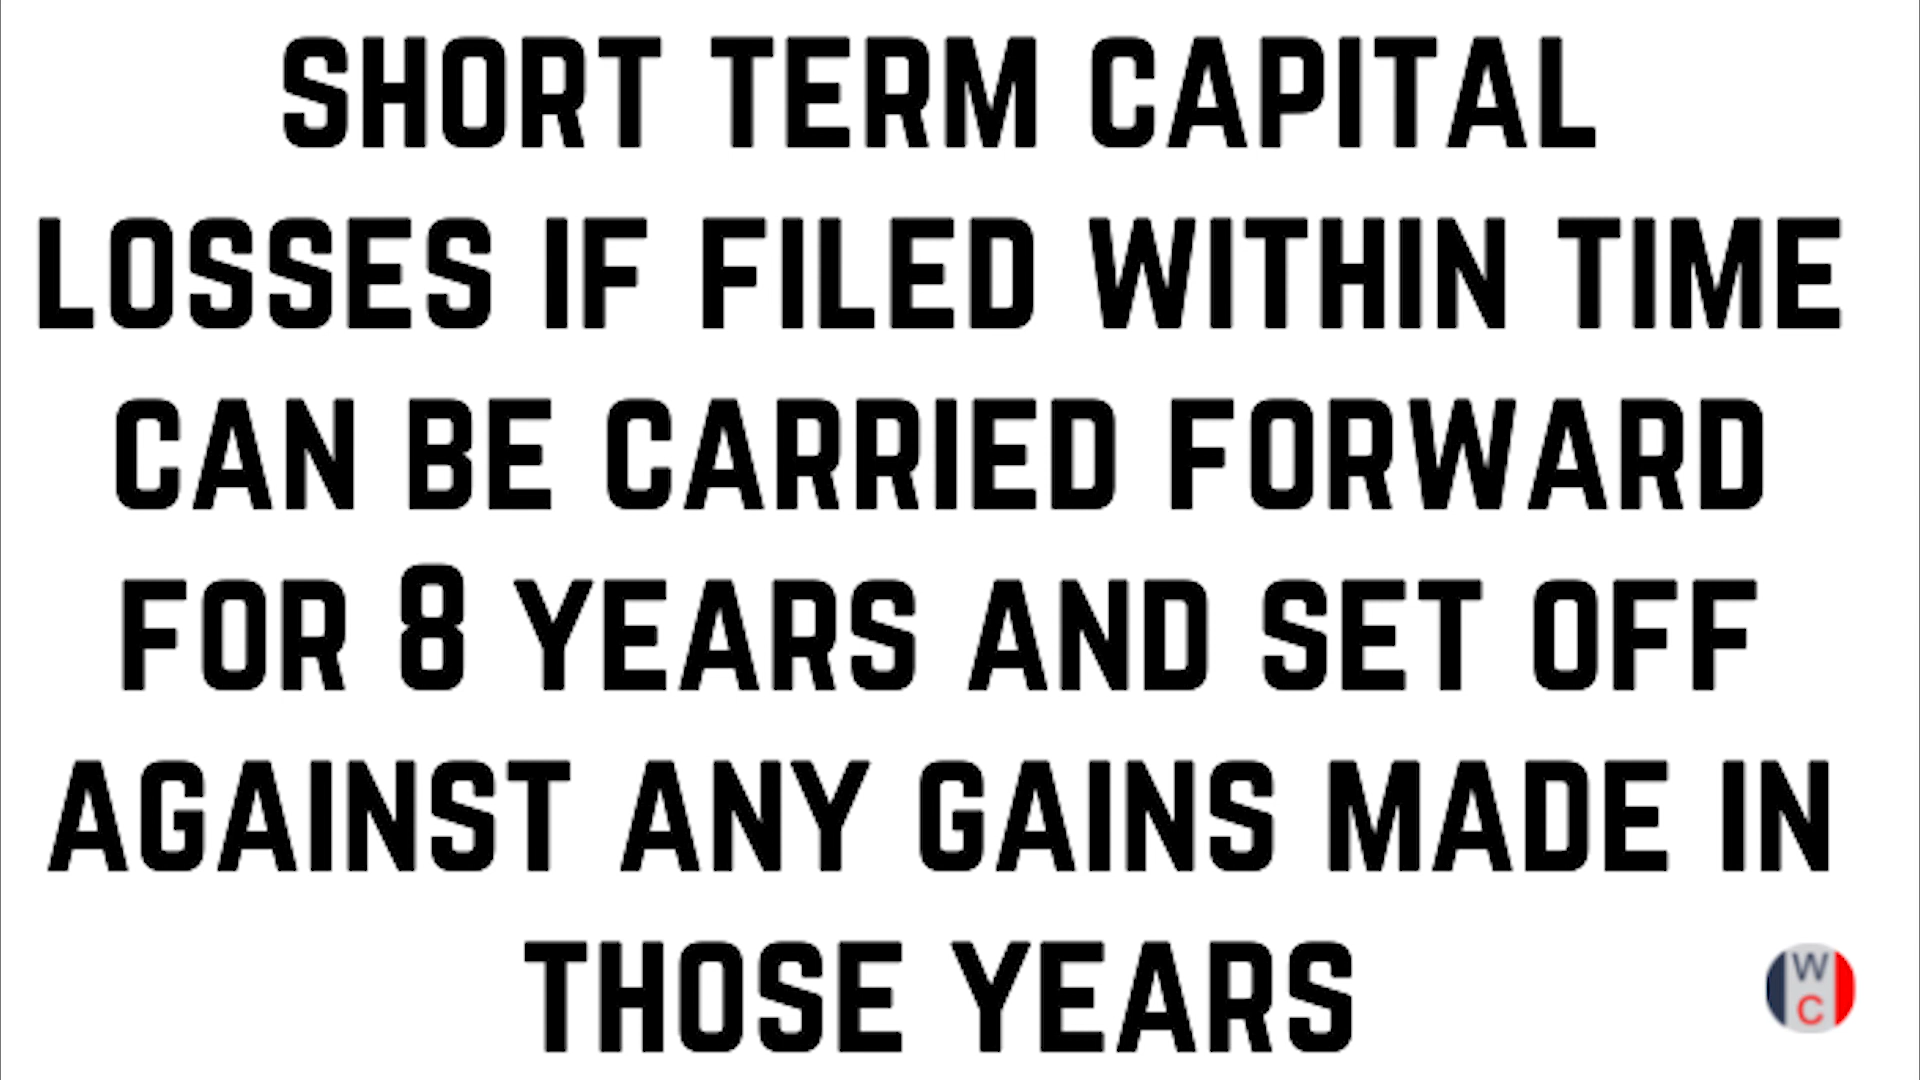 SHORT TERM CAPITAL
LOSSES IF FILED WITHIN TIME
CAN BE CARRIED FORWARD
FOR 8 YEARS AND SET OFF
AGAINST ANY GAINS MADE IN
THOSE YEARS
W
C